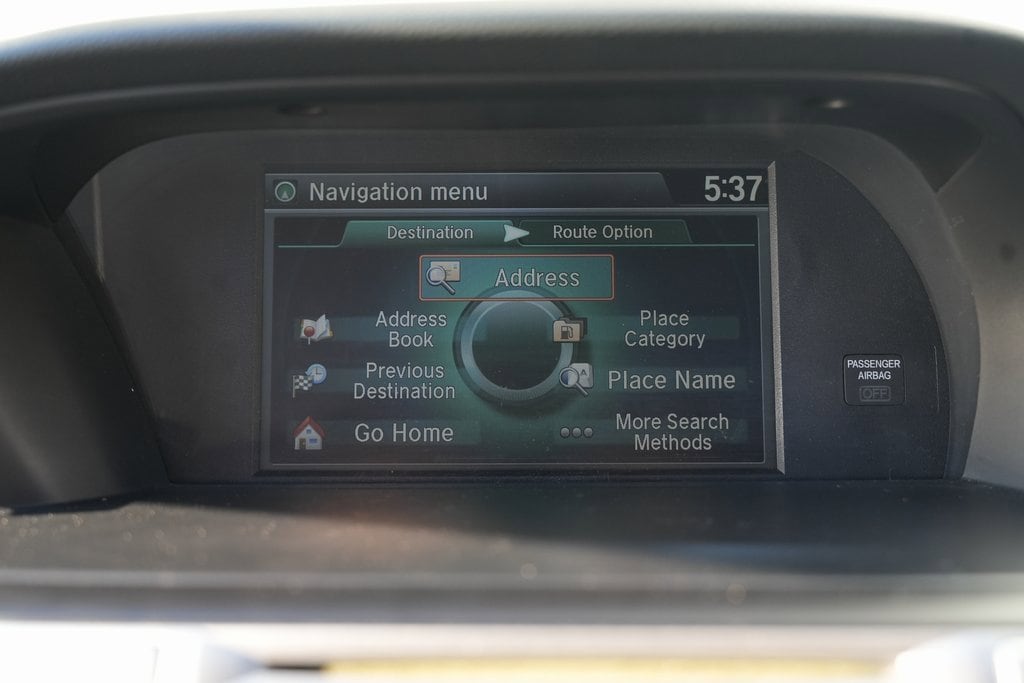 Navigation menu 5:37
Destination Route Option
Address
Address
Book
Place
Category
Previous
Destination
Place Name
Go Home
More Search
Methods
PASSENGER
AIRBAG
OFF